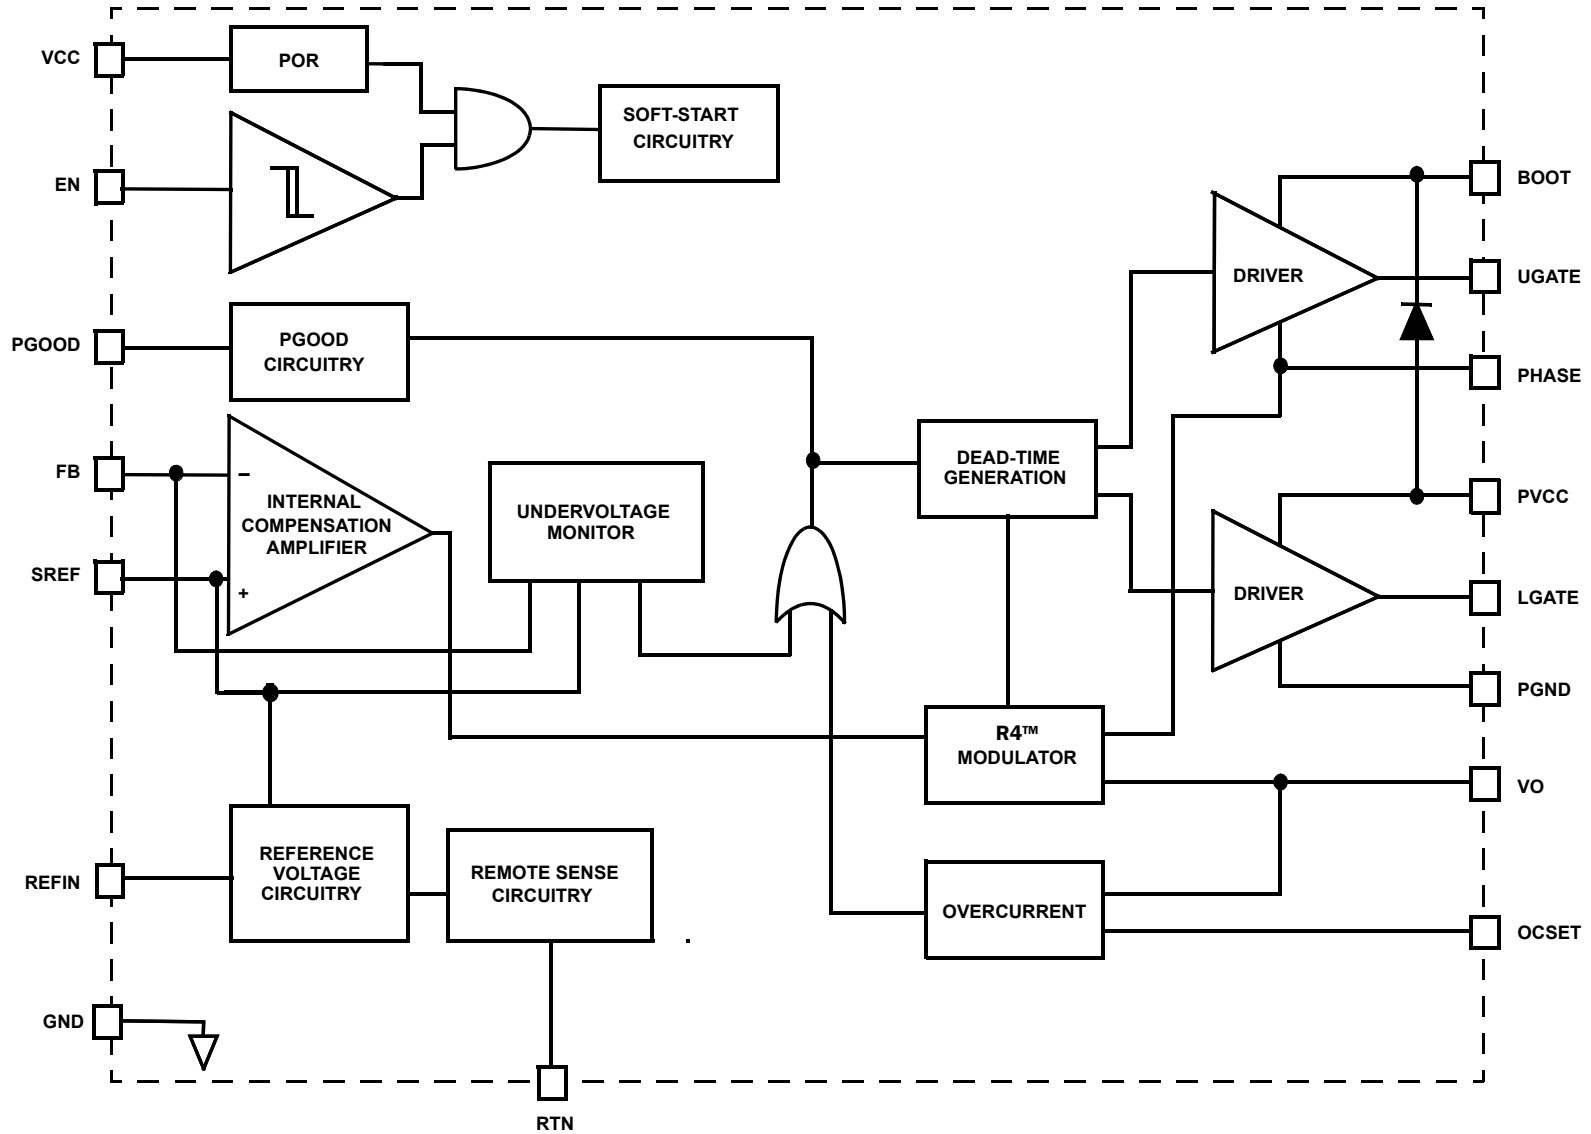 VCC
POR
SOFT-START
CIRCUITRY
EN
BOOT
DRIVER
UGATE
PGOOD
PGOOD
CIRCUITRY
PHASE
FB
−
INTERNAL
COMPENSATION
AMPLIFIER
+
SREF
UNDERVOLTAGE
MONITOR
DEAD-TIME
GENERATION
PVCC
DRIVER
LGATE
PGND
R4™
MODULATOR
VO
REFIN
REFERENCE
VOLTAGE
CIRCUITRY
REMOTE SENSE
CIRCUITRY
.
OVERCURRENT
OCSET
GND
RTN